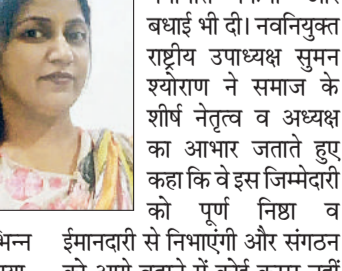 बधाई भी दी। नवनियुक्त
राष्ट्रीय उपाध्यक्ष सुमन
श्योराण ने समाज के
शीर्ष नेतृत्व व अध्यक्ष
का आभार जताते हुए
कहा कि वे इस जिम्मेदारी
को पूर्ण निष्ठा व
ईमानदारी से निभाएंगी और संगठन